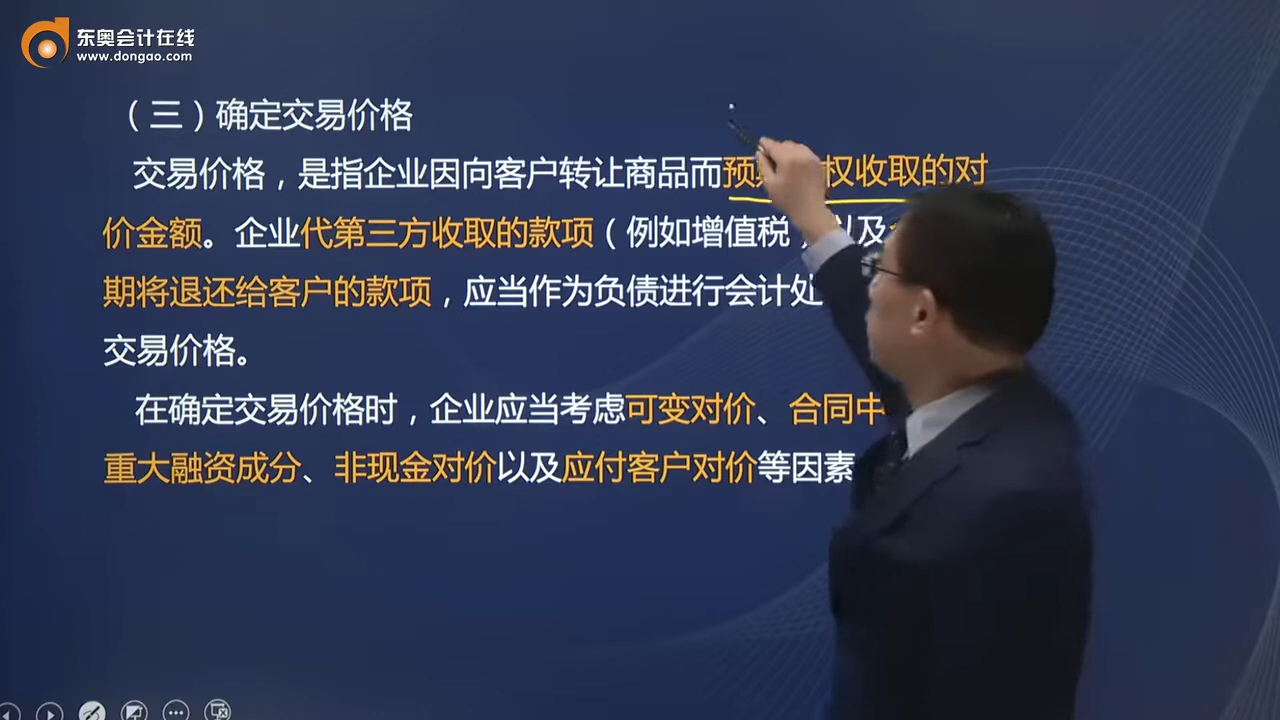 东奥会计在线
www.dongao.com
（三）确定交易价格
交易价格，是指企业因向客户转让商品而预 权收取的对
价金额。企业代第三方收取的款项（例如增值税）以及
期将退还给客户的款项，应当作为负债进行会计处
交易价格。
在确定交易价格时，企业应当考虑可变对价、合同中
重大融资成分、非现金对价以及应付客户对价等因素